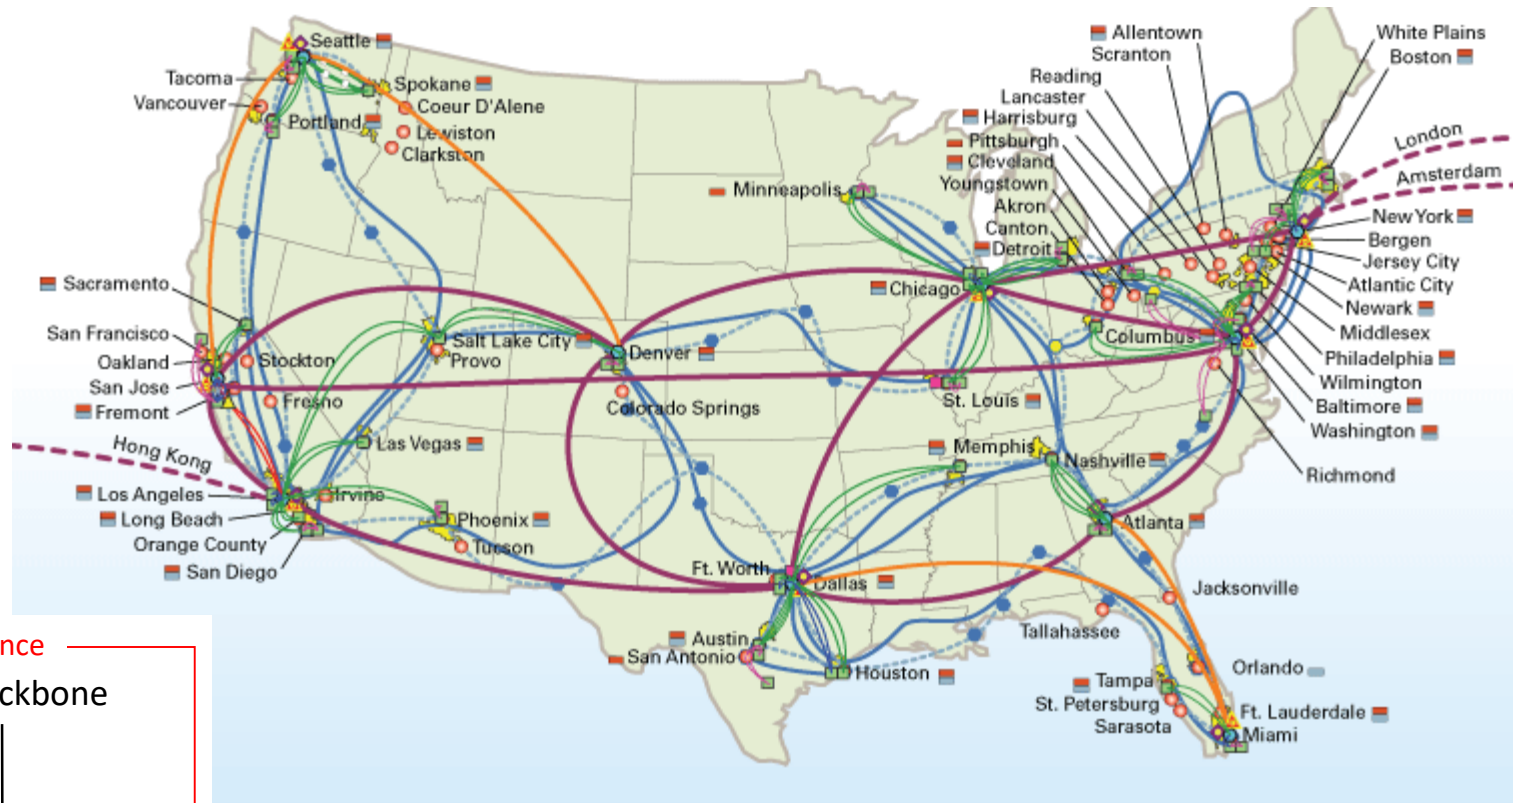 Seattle
Tacoma
Spokane
Vancouver
Coeur D'Alene
Portland
Lewiston
Clarkston
Sacramento
San Francisco
Oakland
Stockton
San Jose
Fremont
Fresno
Hong Kong
Los Angeles
Irvine
Long Beach
Orange County
San Diego
Salt Lake City
Provo
Las Vegas
Phoenix
Tucson
Denver
Colorado Springs
Minneapolis
Chicago
St. Louis
Memphis
Nashville
Ft. Worth
Dallas
Austin
San Antonio
Houston
Allentown
Scranton
Reading
Lancaster
Harrisburg
Pittsburgh
Cleveland
Youngstown
Akron
Canton
Detroit
Columbus
White Plains
Boston
London
Amsterdam
New York
Bergen
Jersey City
Atlantic City
Newark
Middlesex
Philadelphia
Wilmington
Baltimore
Washington
Richmond
Atlanta
Jacksonville
Tallahassee
Orlando
Tampa
St. Petersburg
Sarasota
Ft. Lauderdale
Miami
nce
ckbone